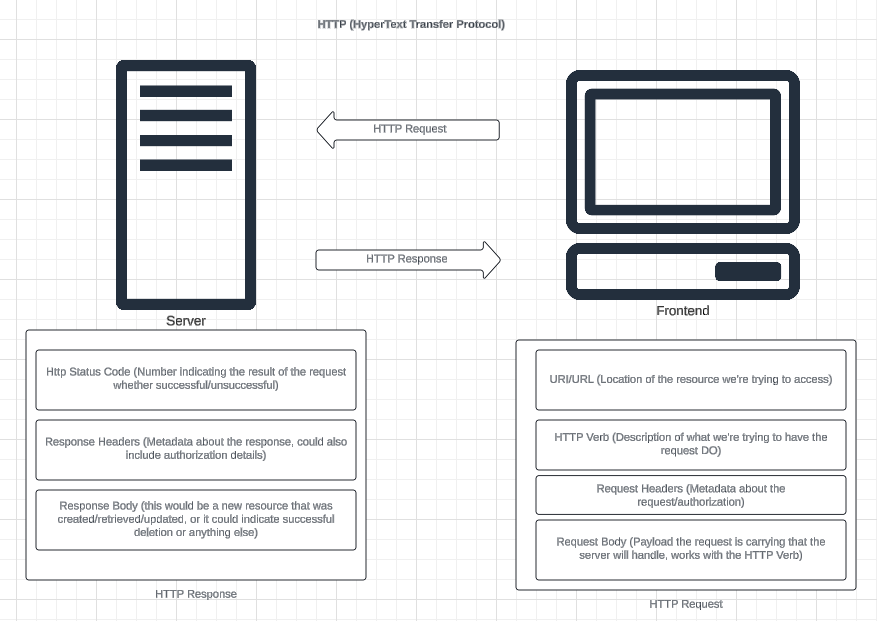 HTTP (HyperText Transfer Protocol)
HTTP Request
HTTP Response
Server
Frontend
Http Status Code (Number indicating the result of the request
whether successful/unsuccessful)
Response Headers (Metadata about the response, could also
include authorization details)
Response Body (this would be a new resource that was
created/retrieved/updated, or it could indicate successful
deletion or anything else)
HTTP Response
URI/URL (Location of the resource we're trying to access)
HTTP Verb (Description of what we're trying to have the
request DO)
Request Headers (Metadata about the
request/authorization)
Request Body (Payload the request is carrying that the
server will handle, works with the HTTP Verb)
HTTP Request